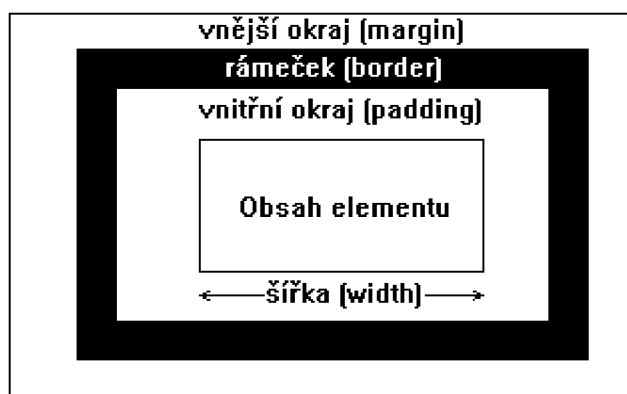 vnější okraj (margin)
rámeček (border)
vnitřní okraj (padding)
Obsah elementu
šířka (width)